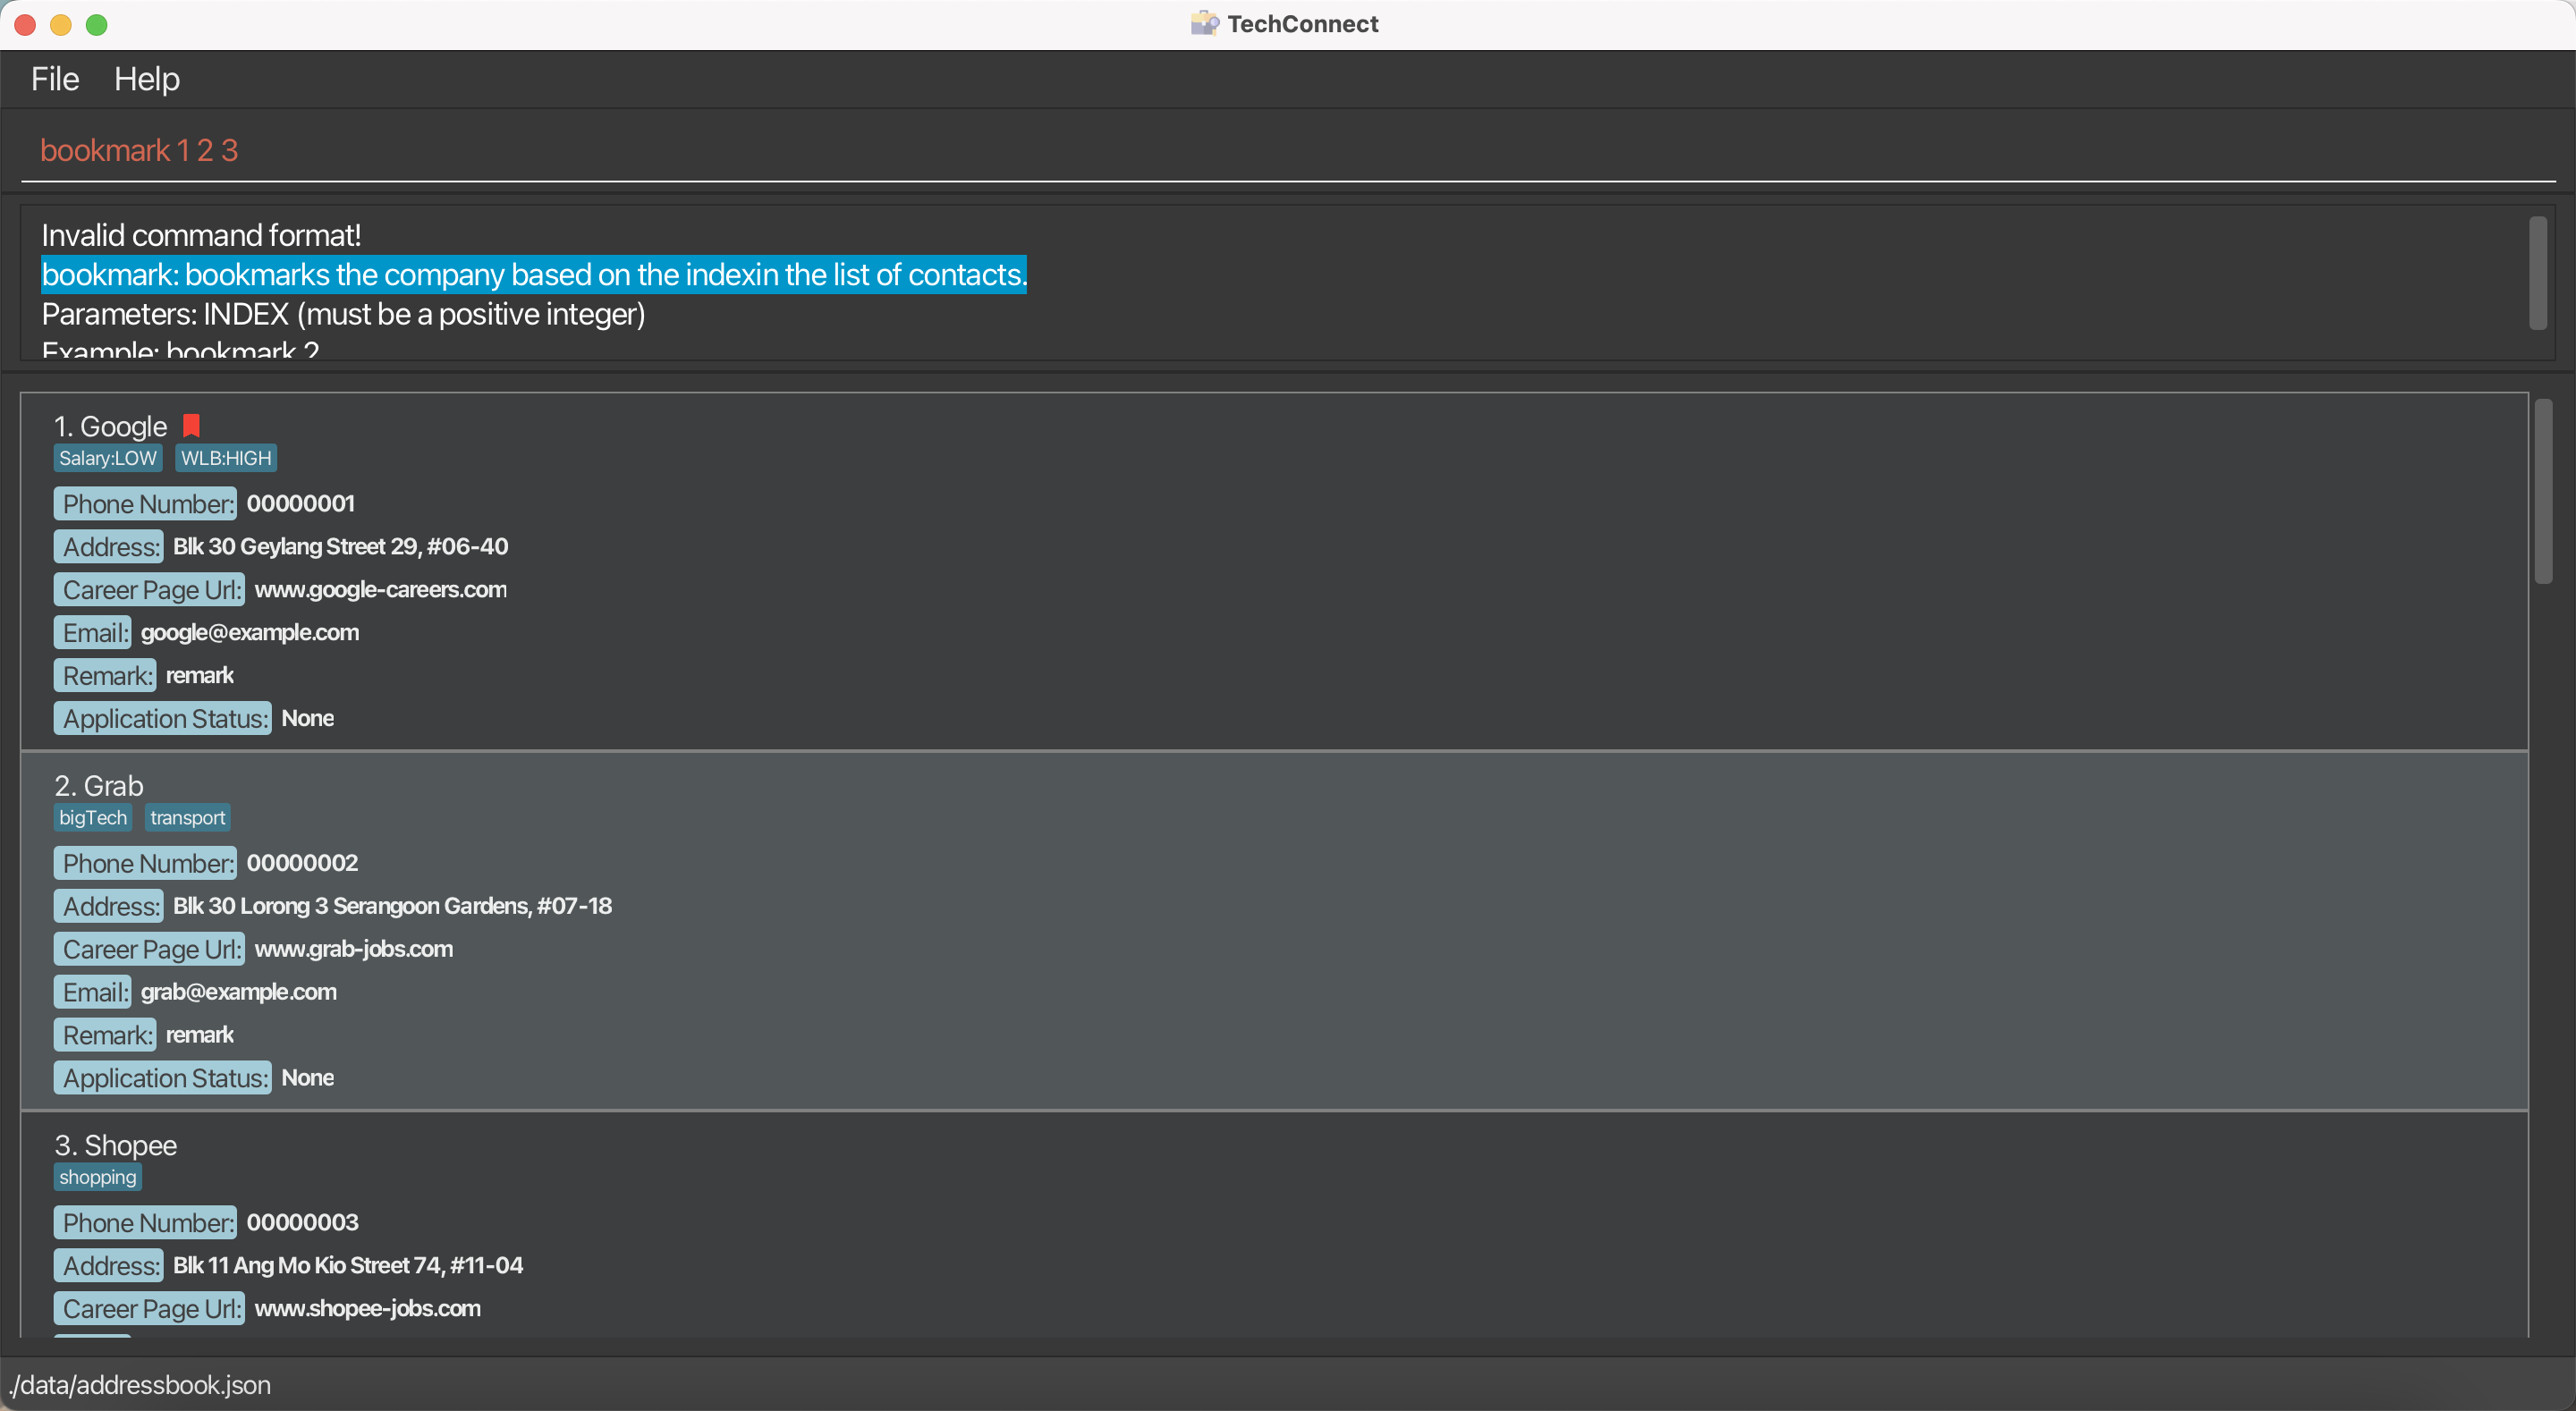 TechConnect
File Help
bookmark 1 2 3
Invalid command format!
bookmark: bookmarks the company based on the indexin the list of contacts.
Parameters: INDEX (must be a positive integer)
Example: bookmark 2
1. Google
Salary:LOW WLB:HIGH
Phone Number: 00000001
Address: Blk 30 Geylang Street 29, #06-40
Career Page Url: www.google-careers.com
Email: google@example.com
Remark: remark
Application Status: None
2. Grab
bigTech transport
Phone Number: 00000002
Address: Blk 30 Lorong 3 Serangoon Gardens, #07-18
Career Page Url: www.grab-jobs.com
Email: grab@example.com
Remark: remark
Application Status: None
3. Shopee
shopping
Phone Number: 00000003
Address: Blk 11 Ang Mo Kio Street 74, #11-04
Career Page Url: www.shopee-jobs.com
./data/addressbook.json